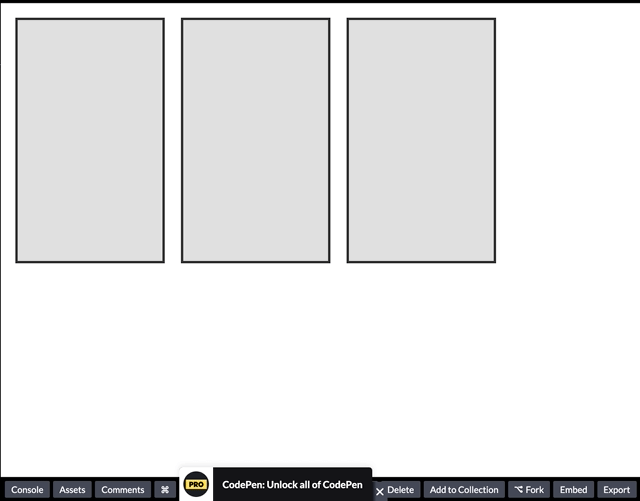 Console
Assets
Comments
⌘
PRO
CodePen: Unlock all of CodePen
×
Delete
Add to Collection
⌥ Fork
Embed
Export